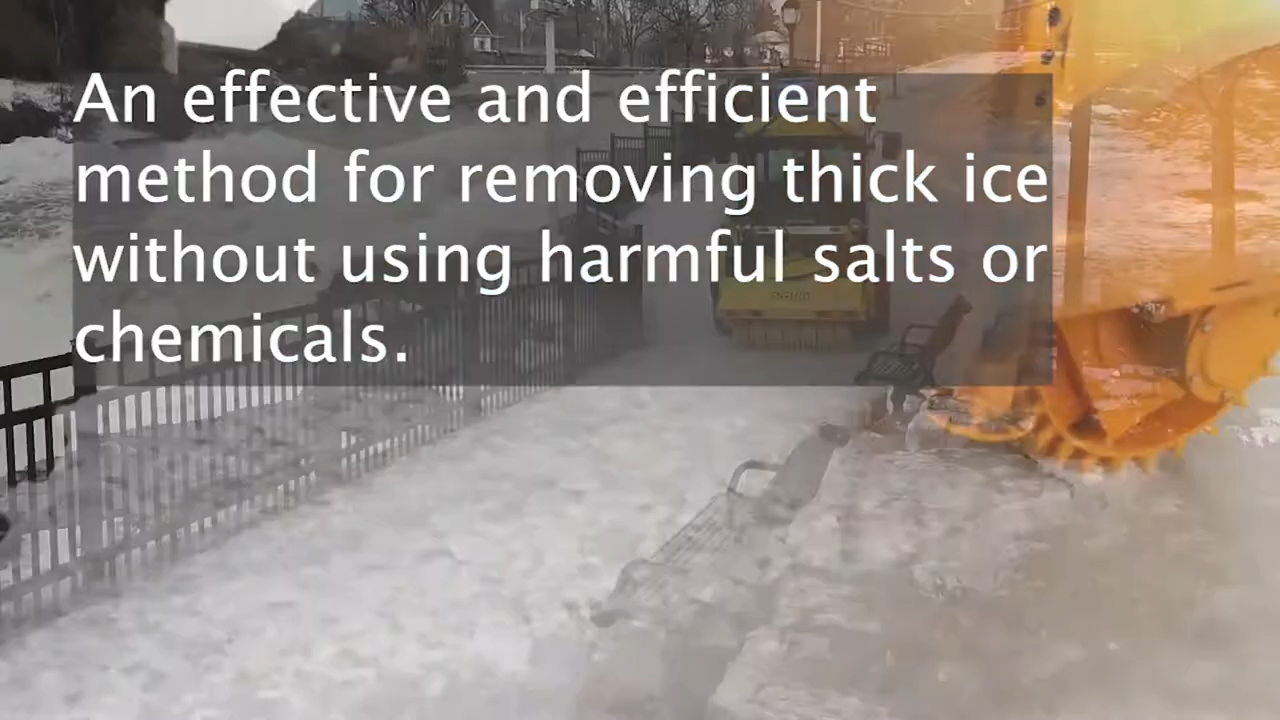 An effective and efficient
method for removing thick ice
without using harmful salts or
chemicals.